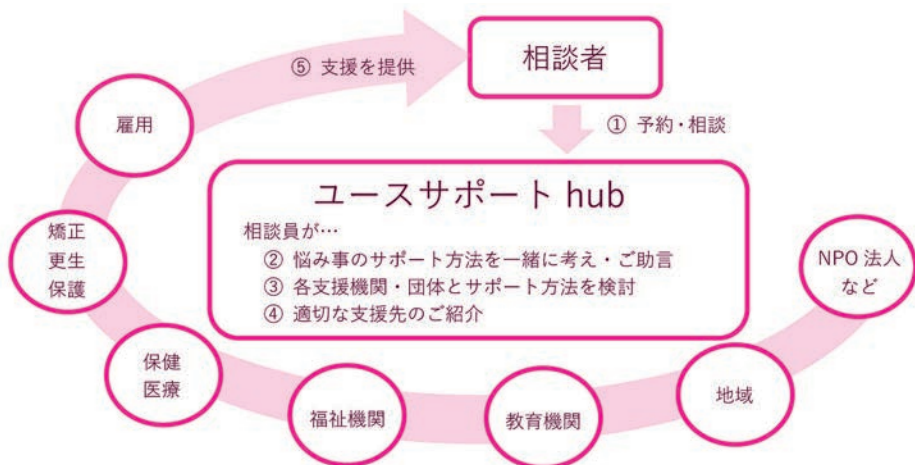 相談者
⑤ 支援を提供
① 予約・相談
雇用
ユースサポート hub
相談員が…
② 悩み事のサポート方法を一緒に考え・ご助言
③ 各支援機関・団体とサポート方法を検討
④ 適切な支援先のご紹介
矯正
更生
保護
NPO 法人
など
保健
医療
福祉機関
教育機関
地域